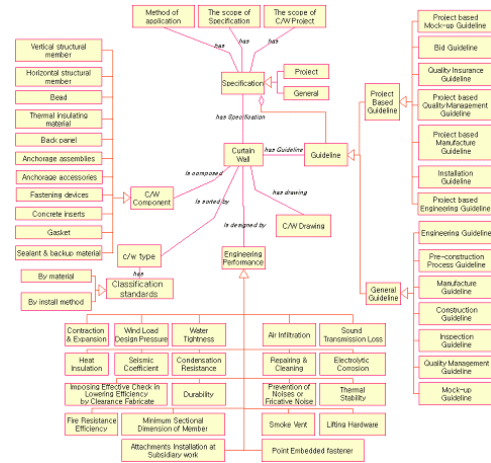 Method of
application
The scope of
Specification
The scope of
C/W Project
has
has
has
Specification
Project
General
has Specification
Curtain
Wall
has Guideline
Guideline
Is composed
Is sorted by
Is designed by
has drawing
C/W
Component
C/W Drawing
c/w type
has
Classification
standards
Engineering
Performance
Vertical structural
member
Horizontal structural
member
Bead
Thermal insulating
material
Back panel
Anchorage assemblies
Anchorage accessories
Fastening devices
Concrete inserts
Gasket
Sealant & backup material
By material
By install method
Project
Based
Guideline
Project based
Mock-up Guideline
Bid Guideline
Quality Insurance
Guideline
Project based
Quality Management
Guideline
Project based
Manufacture
Guideline
Installation
Guideline
Project based
Engineering Guideline
General
Guideline
Engineering Guideline
Pre-construction
Process Guideline
Manufacture
Guideline
Construction
Guideline
Inspection
Guideline
Quality Management
Guideline
Mock-up Guideline
Contraction
& Expansion
Wind Load
Design Pressure
Water
Tightness
Air Infiltration
Sound
Transmission Loss
Heat
Insulation
Seismic
Coefficient
Condensation
Resistance
Repairing &
Cleaning
Electrolytic
Corrosion
Imposing Effective Check in
Lowering Efficiency
by Clearance Fabricate
Durability
Prevention of
Noises or
Fricative Noise
Thermal
Stability
Fire Resistance
Efficiency
Minimum Sectional
Dimension of Member
Smoke Vent
Lifting Hardware
Attachments Installation at
Subsidiary work
Point Embedded fastener